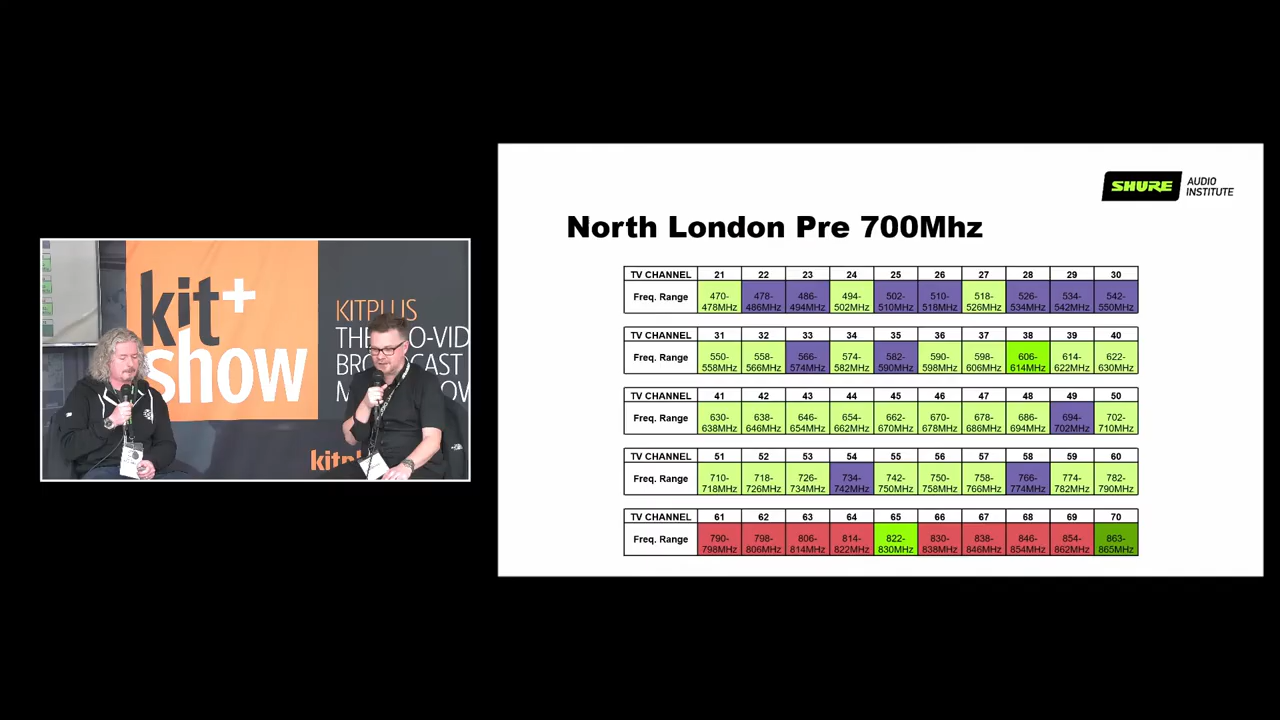 kit+
show
KITPLUS
THE
O-VID
BRO
CAST
M
OW
kitpl
SHURE AUDIO
INSTITUTE
North London Pre 700Mhz
TV CHANNEL 21 22 23 24 25 26 27 28 29 30
Freq. Range 470-478MHz 478-486MHz 486-494MHz 494-502MHz 502-510MHz 510-518MHz 518-526MHz 526-534MHz 534-542MHz 542-550MHz
TV CHANNEL 31 32 33 34 35 36 37 38 39 40
Freq. Range 550-558MHz 558-566MHz 566-574MHz 574-582MHz 582-590MHz 590-598MHz 598-606MHz 606-614MHz 614-622MHz 622-630MHz
TV CHANNEL 41 42 43 44 45 46 47 48 49 50
Freq. Range 630-638MHz 638-646MHz 646-654MHz 654-662MHz 662-670MHz 670-678MHz 678-686MHz 686-694MHz 694-702MHz 702-710MHz
TV CHANNEL 51 52 53 54 55 56 57 58 59 60
Freq. Range 710-718MHz 718-726MHz 726-734MHz 734-742MHz 742-750MHz 750-758MHz 758-766MHz 766-774MHz 774-782MHz 782-790MHz
TV CHANNEL 61 62 63 64 65 66 67 68 69 70
Freq. Range 790-798MHz 798-806MHz 806-814MHz 814-822MHz 822-830MHz 830-838MHz 838-846MHz 846-854MHz 854-862MHz 863-865MHz